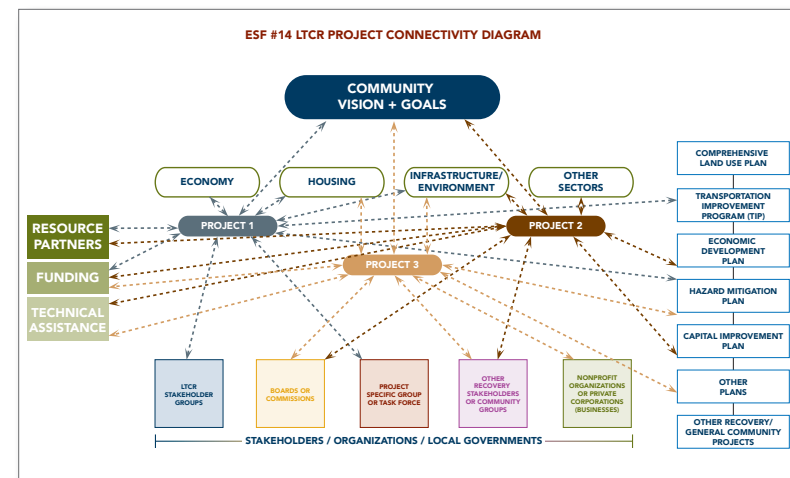 ESF #14 LTCR PROJECT CONNECTIVITY DIAGRAM
COMMUNITY
VISION + GOALS
ECONOMY
HOUSING
INFRASTRUCTURE/
ENVIRONMENT
OTHER
SECTORS
PROJECT 1
PROJECT 2
PROJECT 3
RESOURCE
PARTNERS
FUNDING
TECHNICAL
ASSISTANCE
COMPREHENSIVE
LAND USE PLAN
TRANSPORTATION
IMPROVEMENT
PROGRAM (TIP)
ECONOMIC
DEVELOPMENT
PLAN
HAZARD MITIGATION
PLAN
CAPITAL IMPROVEMENT
PLAN
OTHER
PLANS
OTHER RECOVERY/
GENERAL COMMUNITY
PROJECTS
LTCR
STAKEHOLDER
GROUPS
BOARDS OR
COMMISSIONS
PROJECT
SPECIFIC GROUP
OR TASK FORCE
OTHER
RECOVERY
STAKEHOLDERS
OR COMMUNITY
GROUPS
NONPROFIT
ORGANIZATIONS
OR PRIVATE
CORPORATIONS
(BUSINESSES)
STAKEHOLDERS / ORGANIZATIONS / LOCAL GOVERNMENTS